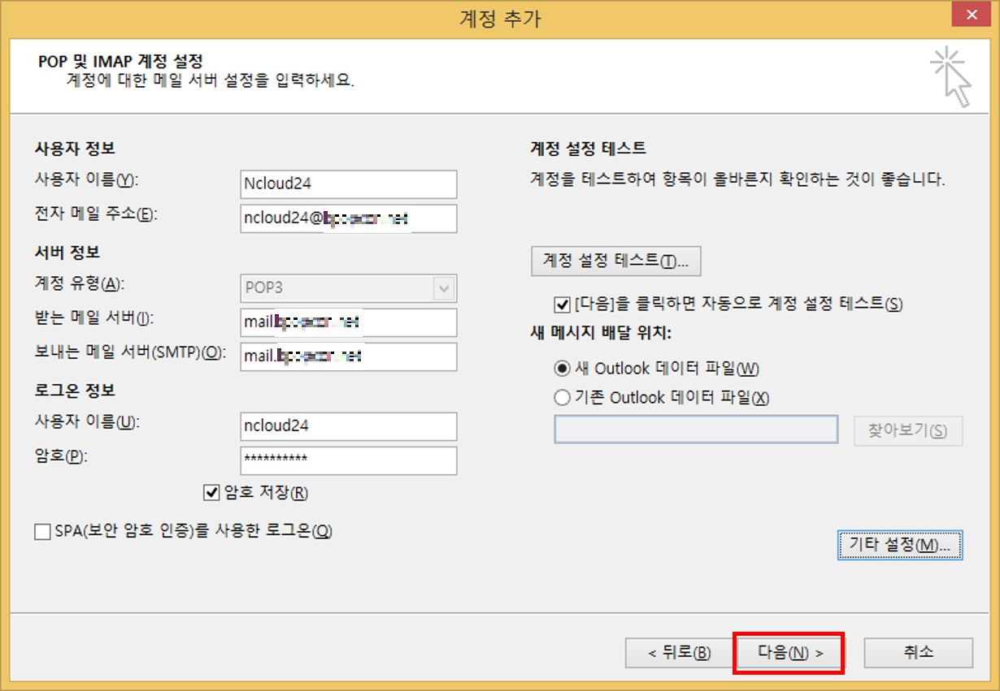 계정 추가
POP 및 IMAP 계정 설정
계정에 대한 메일 서버 설정을 입력하세요.
사용자 정보
사용자 이름(Y):
Ncloud24
전자 메일 주소(E):
ncloud24@
서버 정보
계정 유형(A):
POP3
받는 메일 서버(I):
mail.
보내는 메일 서버(SMTP)(O):
mail.
로그온 정보
사용자 이름(U):
ncloud24
암호(P):
**********
암호 저장(R)
SPA(보안 암호 인증)를 사용한 로그온(Q)
계정 설정 테스트
계정을 테스트하여 항목이 올바른지 확인하는 것이 좋습니다.
계정 설정 테스트(T)...
[다음]을 클릭하면 자동으로 계정 설정 테스트(S)
새 메시지 배달 위치:
새 Outlook 데이터 파일(W)
기존 Outlook 데이터 파일(X)
찾아보기(S)
기타 설정(M)...
< 뒤로(B)
다음(N) >
취소